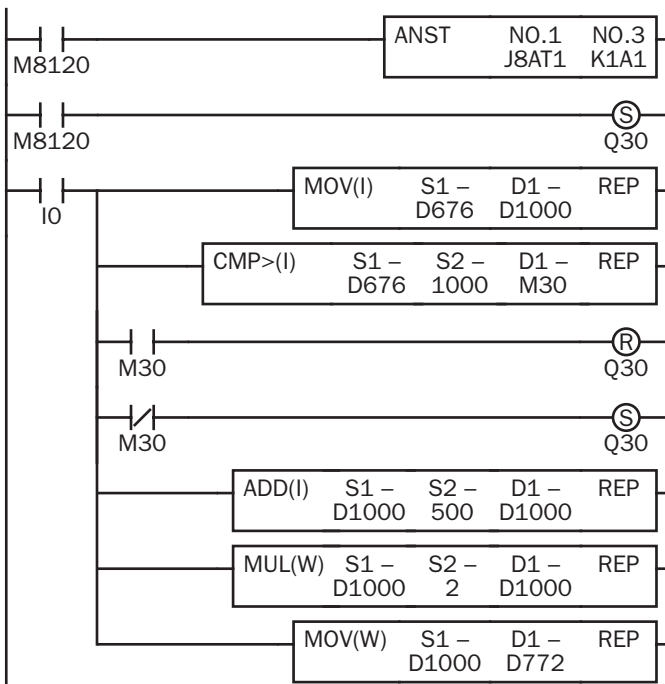 ANST NO.1 NO.3
J8AT1 K1A1
M8120
S
M8120 Q30
MOV(I) S1 – D1 – REP
I0 D676 D1000
CMP>(I) S1 – S2 – D1 – REP
D676 1000 M30
R
M30 Q30
S
M30 Q30
ADD(I) S1 – S2 – D1 – REP
D1000 500 D1000
MUL(W) S1 – S2 – D1 – REP
D1000 2 D1000
MOV(W) S1 – D1 – REP
D1000 D772